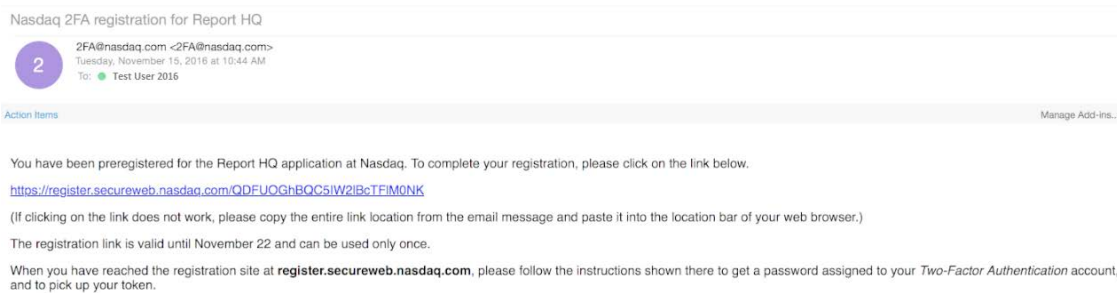 Nasdaq 2FA registration for Report HQ
2
2FA@nasdaq.com <2FA@nasdaq.com>
Tuesday, November 15, 2016 at 10:44 AM
To: Test User 2016
Action Items
Manage Add-ins...
You have been preregistered for the Report HQ application at Nasdaq. To complete your registration, please click on the link below.
https://register.secureweb.nasdaq.com/QDFUOGhBQC5IW2lBcTFlM0NK
(If clicking on the link does not work, please copy the entire link location from the email message and paste it into the location bar of your web browser.)
The registration link is valid until November 22 and can be used only once.
When you have reached the registration site at register.secureweb.nasdaq.com, please follow the instructions shown there to get a password assigned to your Two-Factor Authentication account,
and to pick up your token.